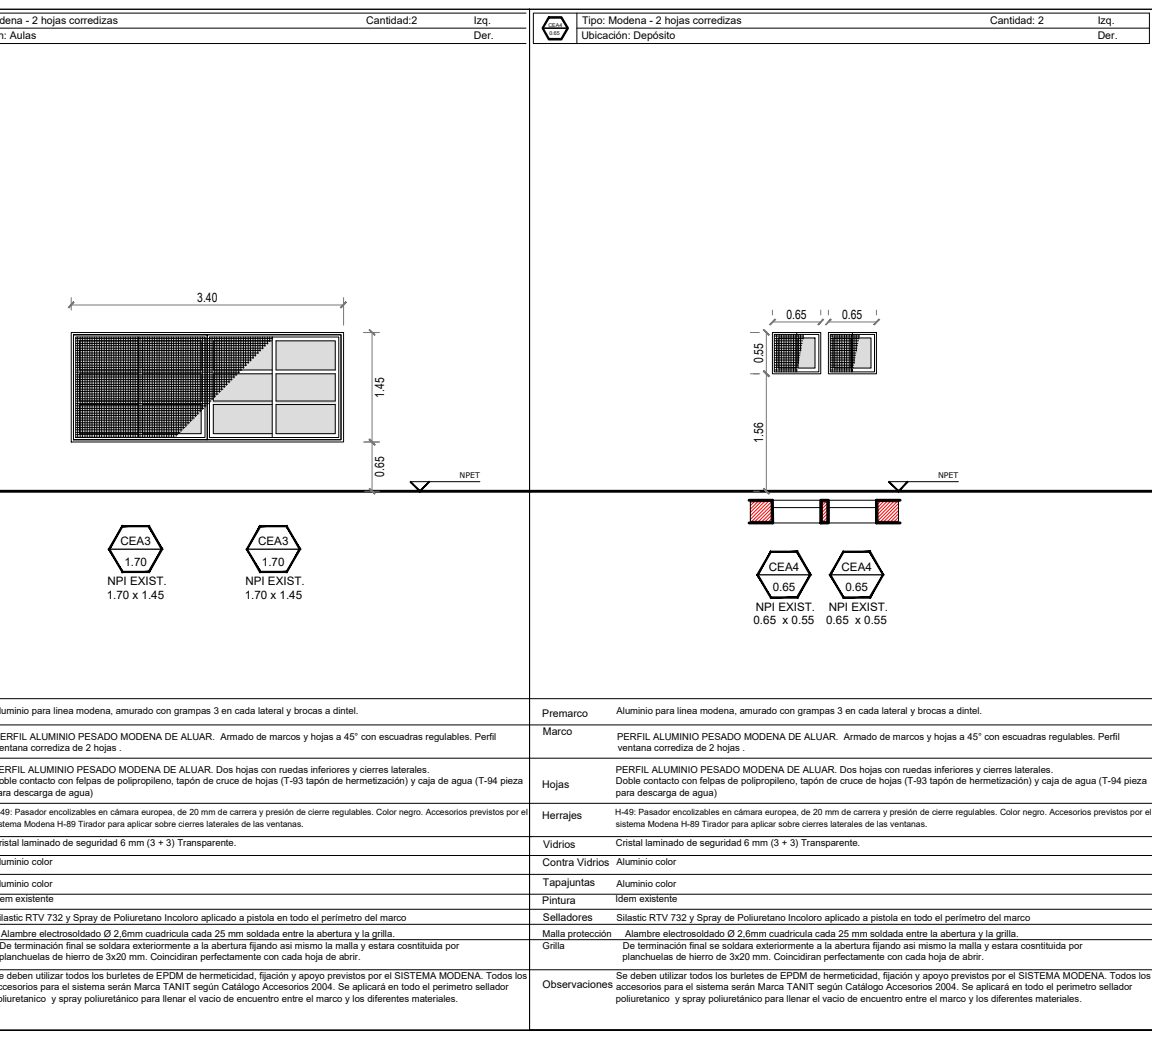 dena - 2 hojas corredizas Cantidad:2 Izq.
n: Aulas Der.
3.40
1.45
0.65
NPET
CEA3 CEA3
1.70 1.70
NPI EXIST. NPI EXIST.
1.70 x 1.45 1.70 x 1.45
luminio para linea modena, amurado con grampas 3 en cada lateral y brocas a dintel.
ERFIL ALUMINIO PESADO MODENA DE ALUAR. Armado de marcos y hojas a 45° con escuadras regulables. Perfil
entana corrediza de 2 hojas .
ERFIL ALUMINIO PESADO MODENA DE ALUAR. Dos hojas con ruedas inferiores y cierres laterales.
oble contacto con felpas de polipropileno, tapón de cruce de hojas (T-93 tapón de hermetización) y caja de agua (T-94 pieza
ara descarga de agua)
-49: Pasador encolizables en cámara europea, de 20 mm de carrera y presión de cierre regulables. Color negro. Accesorios previstos por el
stema Modena H-89 Tirador para aplicar sobre cierres laterales de las ventanas.
ristal laminado de seguridad 6 mm (3 + 3) Transparente.
luminio color
luminio color
em existente
ilastic RTV 732 y Spray de Poliuretano Incoloro aplicado a pistola en todo el perímetro del marco
Alambre electrosoldado Ø 2,6mm cuadricula cada 25 mm soldada entre la abertura y la grilla.
De terminación final se soldara exteriormente a la abertura fijando asi mismo la malla y estara cosntituida por
planchuelas de hierro de 3x20 mm. Coincidiran perfectamente con cada hoja de abrir.
e deben utilizar todos los burletes de EPDM de hermeticidad, fijación y apoyo previstos por el SISTEMA MODENA. Todos los
ccesorios para el sistema serán Marca TANIT según Catálogo Accesorios 2004. Se aplicará en todo el perimetro sellador
oliuretanico y spray poliuretánico para llenar el vacio de encuentro entre el marco y los diferentes materiales.
CEA4
0.65
Tipo: Modena - 2 hojas corredizas Cantidad: 2 Izq.
Ubicación: Depósito Der.
0.65 0.65
0.55
1.56
NPET
CEA4 CEA4
0.65 0.65
NPI EXIST. NPI EXIST.
0.65 x 0.55 0.65 x 0.55
Premarco Aluminio para linea modena, amurado con grampas 3 en cada lateral y brocas a dintel.
Marco PERFIL ALUMINIO PESADO MODENA DE ALUAR. Armado de marcos y hojas a 45° con escuadras regulables. Perfil
ventana corrediza de 2 hojas .
Hojas PERFIL ALUMINIO PESADO MODENA DE ALUAR. Dos hojas con ruedas inferiores y cierres laterales.
Doble contacto con felpas de polipropileno, tapón de cruce de hojas (T-93 tapón de hermetización) y caja de agua (T-94 pieza
para descarga de agua)
Herrajes H-49: Pasador encolizables en cámara europea, de 20 mm de carrera y presión de cierre regulables. Color negro. Accesorios previstos por el
sistema Modena H-89 Tirador para aplicar sobre cierres laterales de las ventanas.
Vidrios Cristal laminado de seguridad 6 mm (3 + 3) Transparente.
Contra Vidrios Aluminio color
Tapajuntas Aluminio color
Pintura Idem existente
Selladores Silastic RTV 732 y Spray de Poliuretano Incoloro aplicado a pistola en todo el perímetro del marco
Malla protección Alambre electrosoldado Ø 2,6mm cuadricula cada 25 mm soldada entre la abertura y la grilla.
Grilla De terminación final se soldara exteriormente a la abertura fijando asi mismo la malla y estara cosntituida por
planchuelas de hierro de 3x20 mm. Coincidiran perfectamente con cada hoja de abrir.
Observaciones Se deben utilizar todos los burletes de EPDM de hermeticidad, fijación y apoyo previstos por el SISTEMA MODENA. Todos los
accesorios para el sistema serán Marca TANIT según Catálogo Accesorios 2004. Se aplicará en todo el perimetro sellador
poliuretanico y spray poliuretánico para llenar el vacio de encuentro entre el marco y los diferentes materiales.